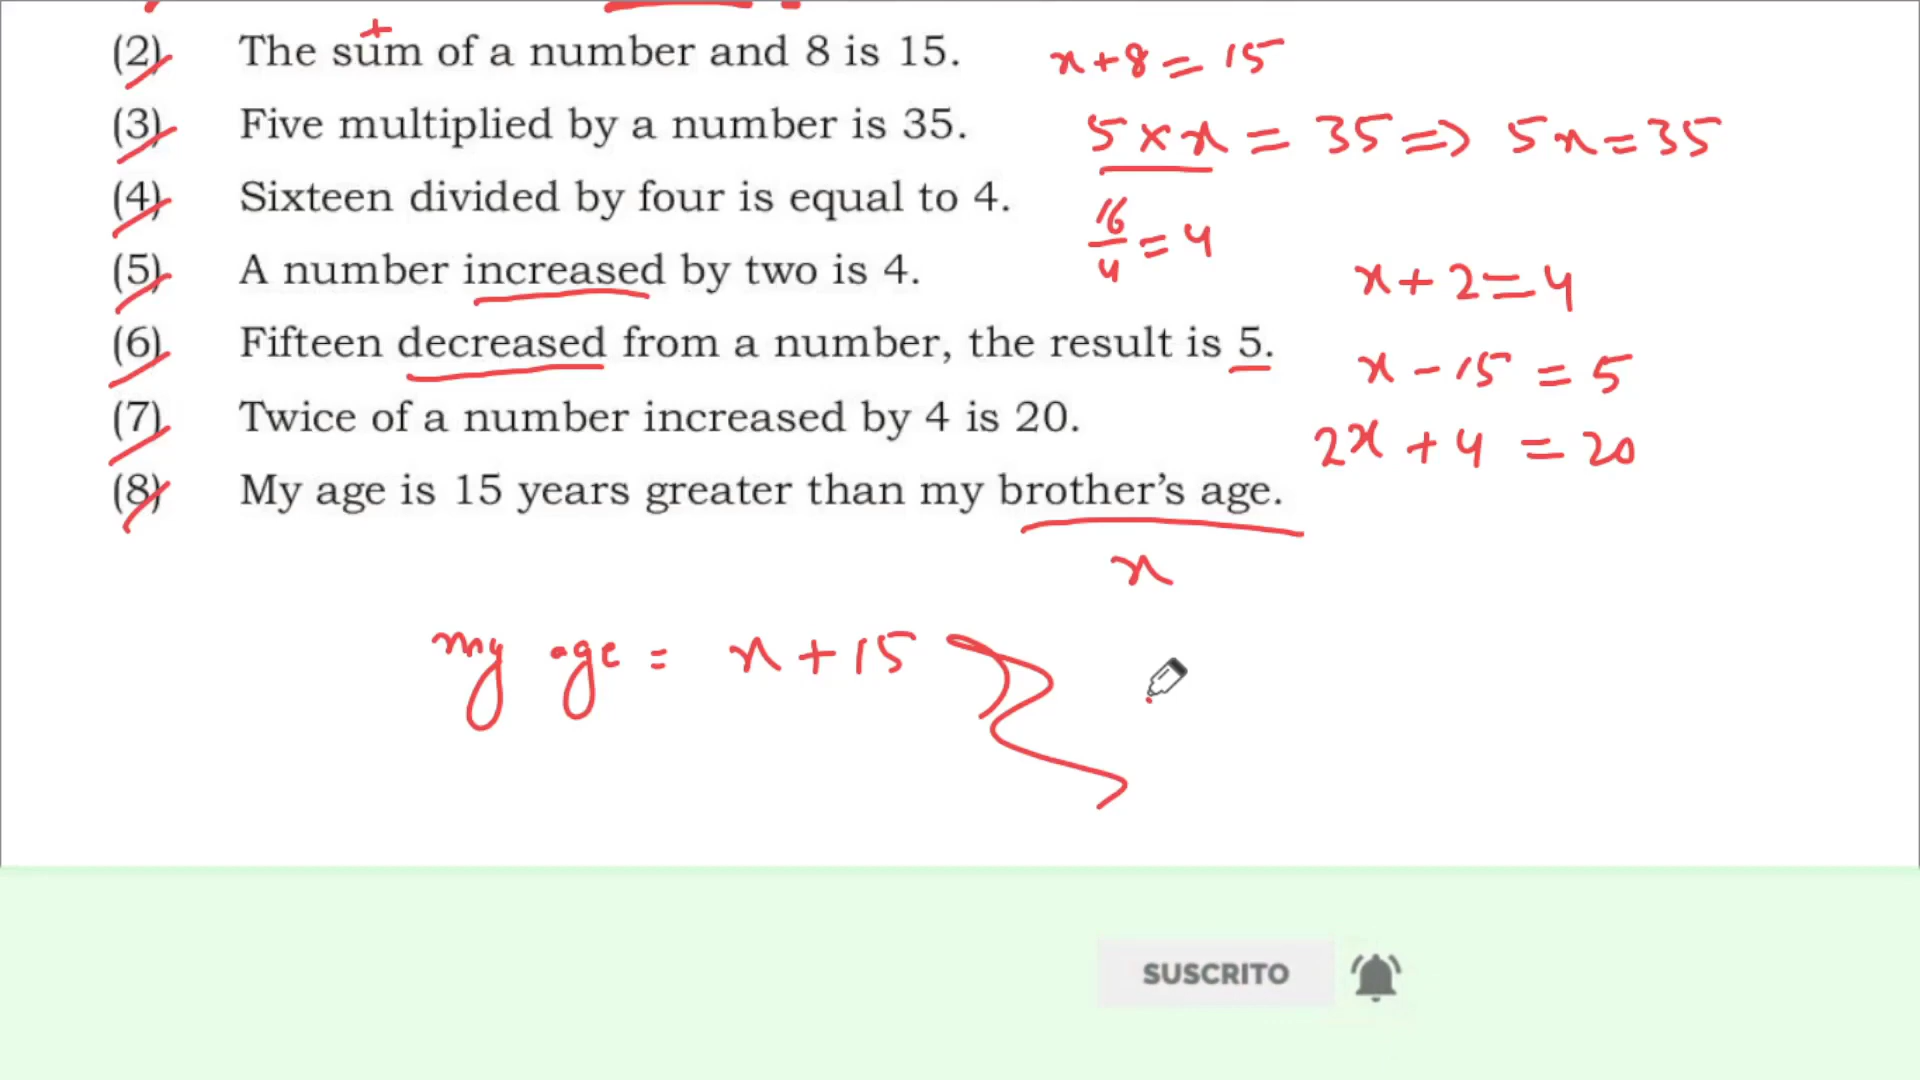 (2) The sum of a number and 8 is 15. x+8=15
+
(3) Five multiplied by a number is 35. 5×x=35⇒5x=35
(4) Sixteen divided by four is equal to 4. 16/4=4
(5) A number increased by two is 4. x+2=4
(6) Fifteen decreased from a number, the result is 5. x-15=5
(7) Twice of a number increased by 4 is 20. 2x+4=20
(8) My age is 15 years greater than my brother's age.
x
my age = x+15
SUSCRITO